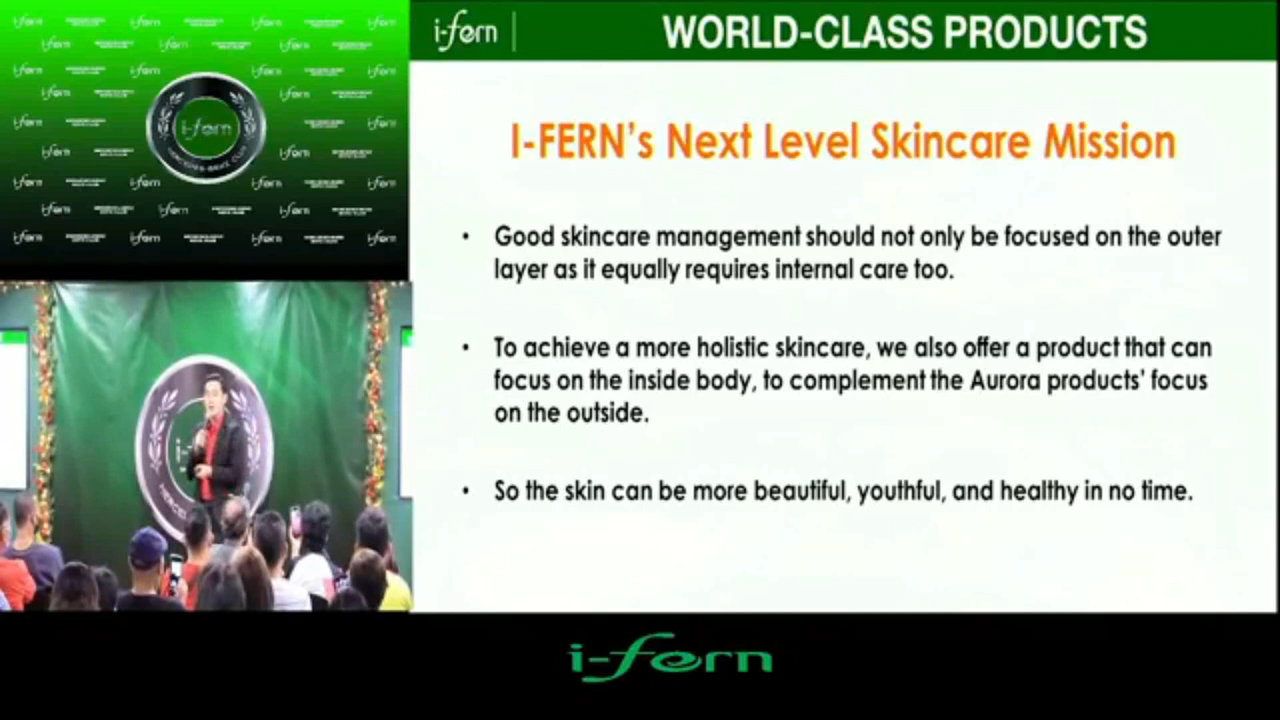 i-fern
WORLD-CLASS PRODUCTS
I-FERN's Next Level Skincare Mission
• Good skincare management should not only be focused on the outer
layer as it equally requires internal care too.
• To achieve a more holistic skincare, we also offer a product that can
focus on the inside body, to complement the Aurora products' focus
on the outside.
• So the skin can be more beautiful, youthful, and healthy in no time.
i-fern
i-fern